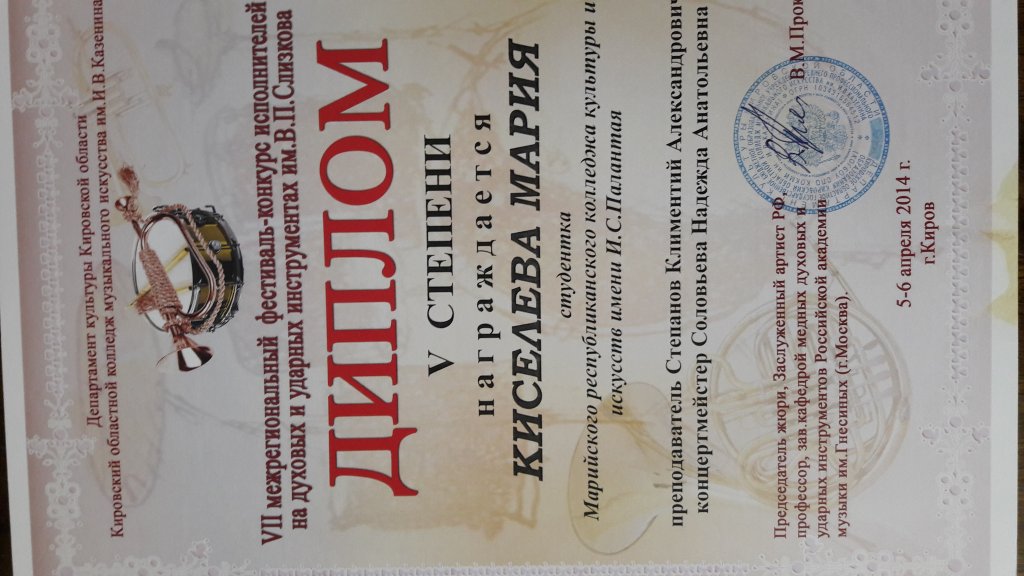 Департамент культуры Кировской области
Кировский областной колледж музыкального искусства им.И.В.Казенина
VII межрегиональный фестиваль-конкурс исполнителей
на духовых и ударных инструментах им.В.П.Слизкова
ДИПЛОМ
V СТЕПЕНИ
награждается
КИСЕЛЕВА МАРИЯ
студентка
Марийского республиканского колледжа культуры и
искусств имени И.С.Палантая
преподаватель Степанов Климентий Александрович
концертмейстер Соловьева Надежда Анатольевна
Председатель жюри, Заслуженный артист РФ,
профессор, зав.кафедрой медных духовых и
ударных инструментов Российской академии
музыки им.Гнесиных (г.Москва),
В.М.Прок
5-6 апреля 2014 г.
г.Киров